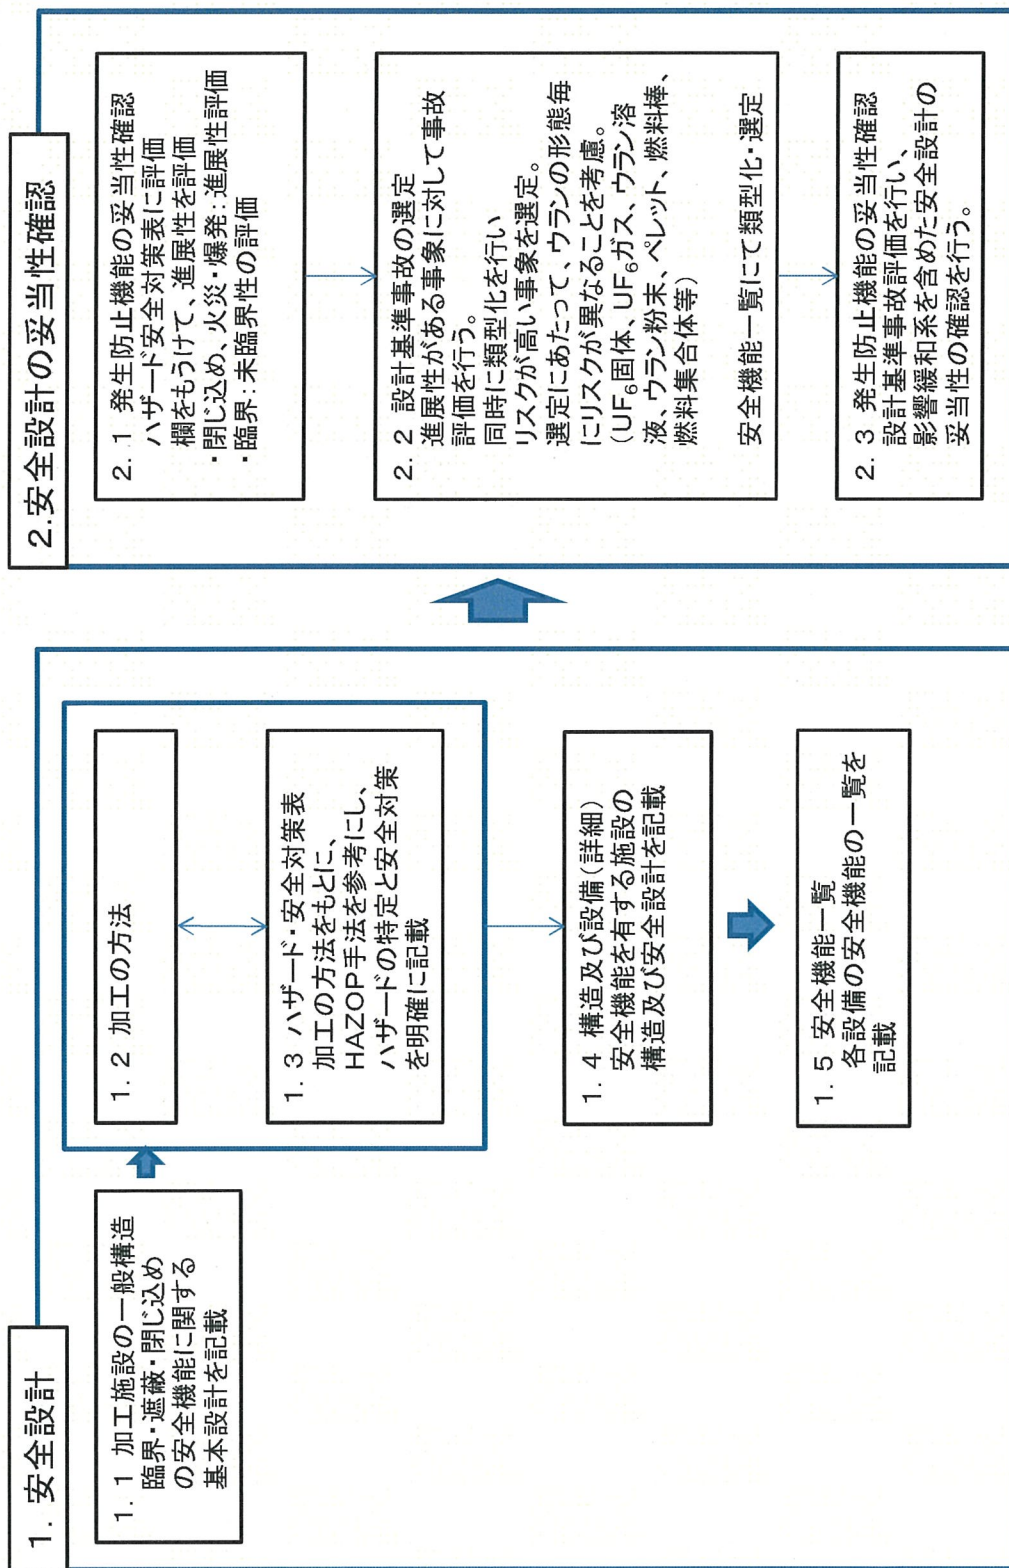 1. 安全設計
1. 1 加工施設の一般構造
臨界・遮蔽・閉じ込め
の安全機能に関する
基本設計を記載
1. 2 加工の方法
1. 3 ハザード・安全対策表
加工の方法をもとに、
HAZOP手法を参考にし、
ハザードの特定と安全対策
を明確に記載
1. 4 構造及び設備(詳細)
安全機能を有する施設の
構造及び安全設計を記載
1. 5 安全機能一覧
各設備の安全機能の一覧を
記載
2.安全設計の妥当性確認
2. 1 発生防止機能の妥当性確認
ハザード安全対策表に評価
欄をもうけて、進展性を評価
・閉じ込め、火災・爆発:進展性評価
・臨界:未臨界性の評価
2. 2 設計基準事故の選定
進展性がある事象に対して事故
評価を行う。
同時に類型化を行い
リスクが高い事象を選定。
選定にあたって、ウランの形態毎
にリスクが異なることを考慮。
(UF₆固体、UF₆ガス、ウラン溶
液、ウラン粉末、ペレット、燃料棒、
燃料集合体等)
安全機能一覧にて類型化・選定
2. 3 発生防止機能の妥当性確認
設計基準事故評価を行い、
影響緩和系を含めた安全設計の
妥当性の確認を行う。